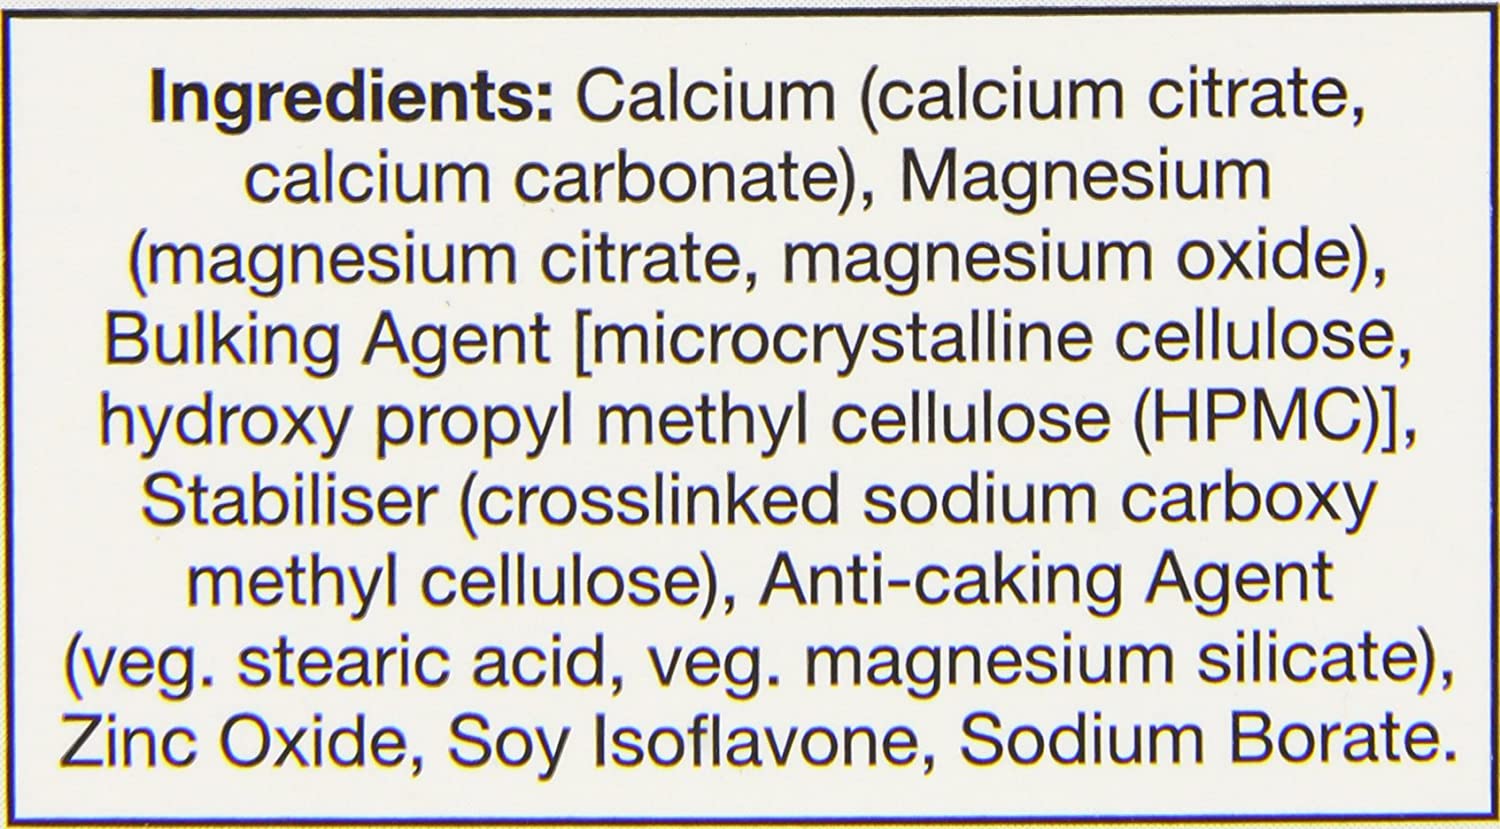 Ingredients: Calcium (calcium citrate,
calcium carbonate), Magnesium
(magnesium citrate, magnesium oxide),
Bulking Agent [microcrystalline cellulose,
hydroxy propyl methyl cellulose (HPMC)],
Stabiliser (crosslinked sodium carboxy
methyl cellulose), Anti-caking Agent
(veg. stearic acid, veg. magnesium silicate),
Zinc Oxide, Soy Isoflavone, Sodium Borate.